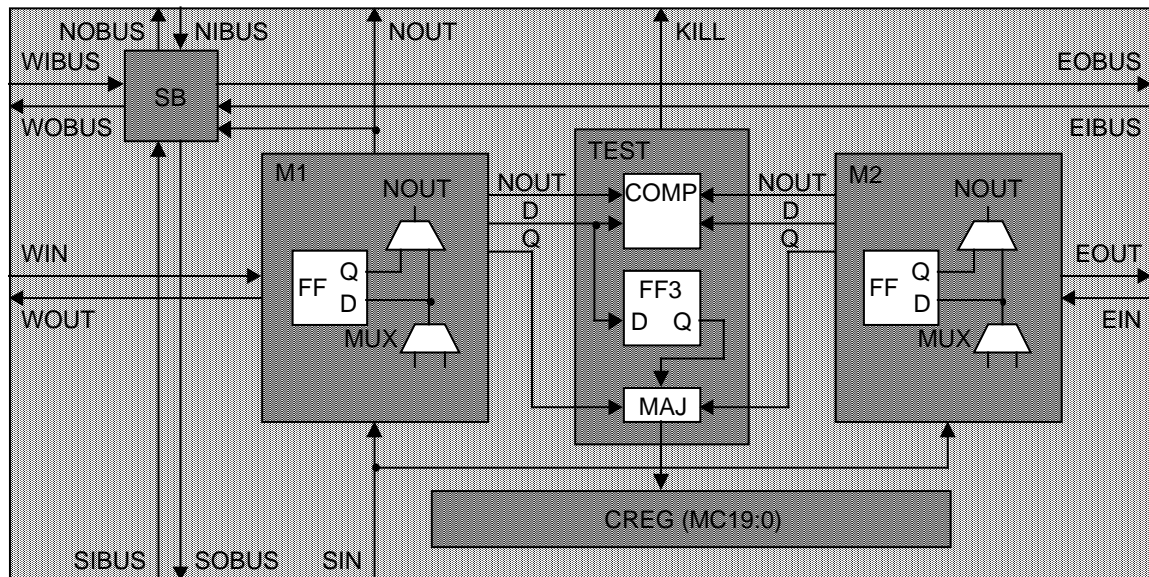 NOBUS NIBUS NOUT KILL
WIBUS EOBUS
SB
WOBUS EIBUS
TEST
M1 NOUT COMP NOUT M2
NOUT D D NOUT
Q Q
WIN EOUT
FF Q FF3 FF Q
D D Q D
WOUT EIN
MUX MUX
MAJ
CREG (MC19:0)
SIBUS SOBUS SIN